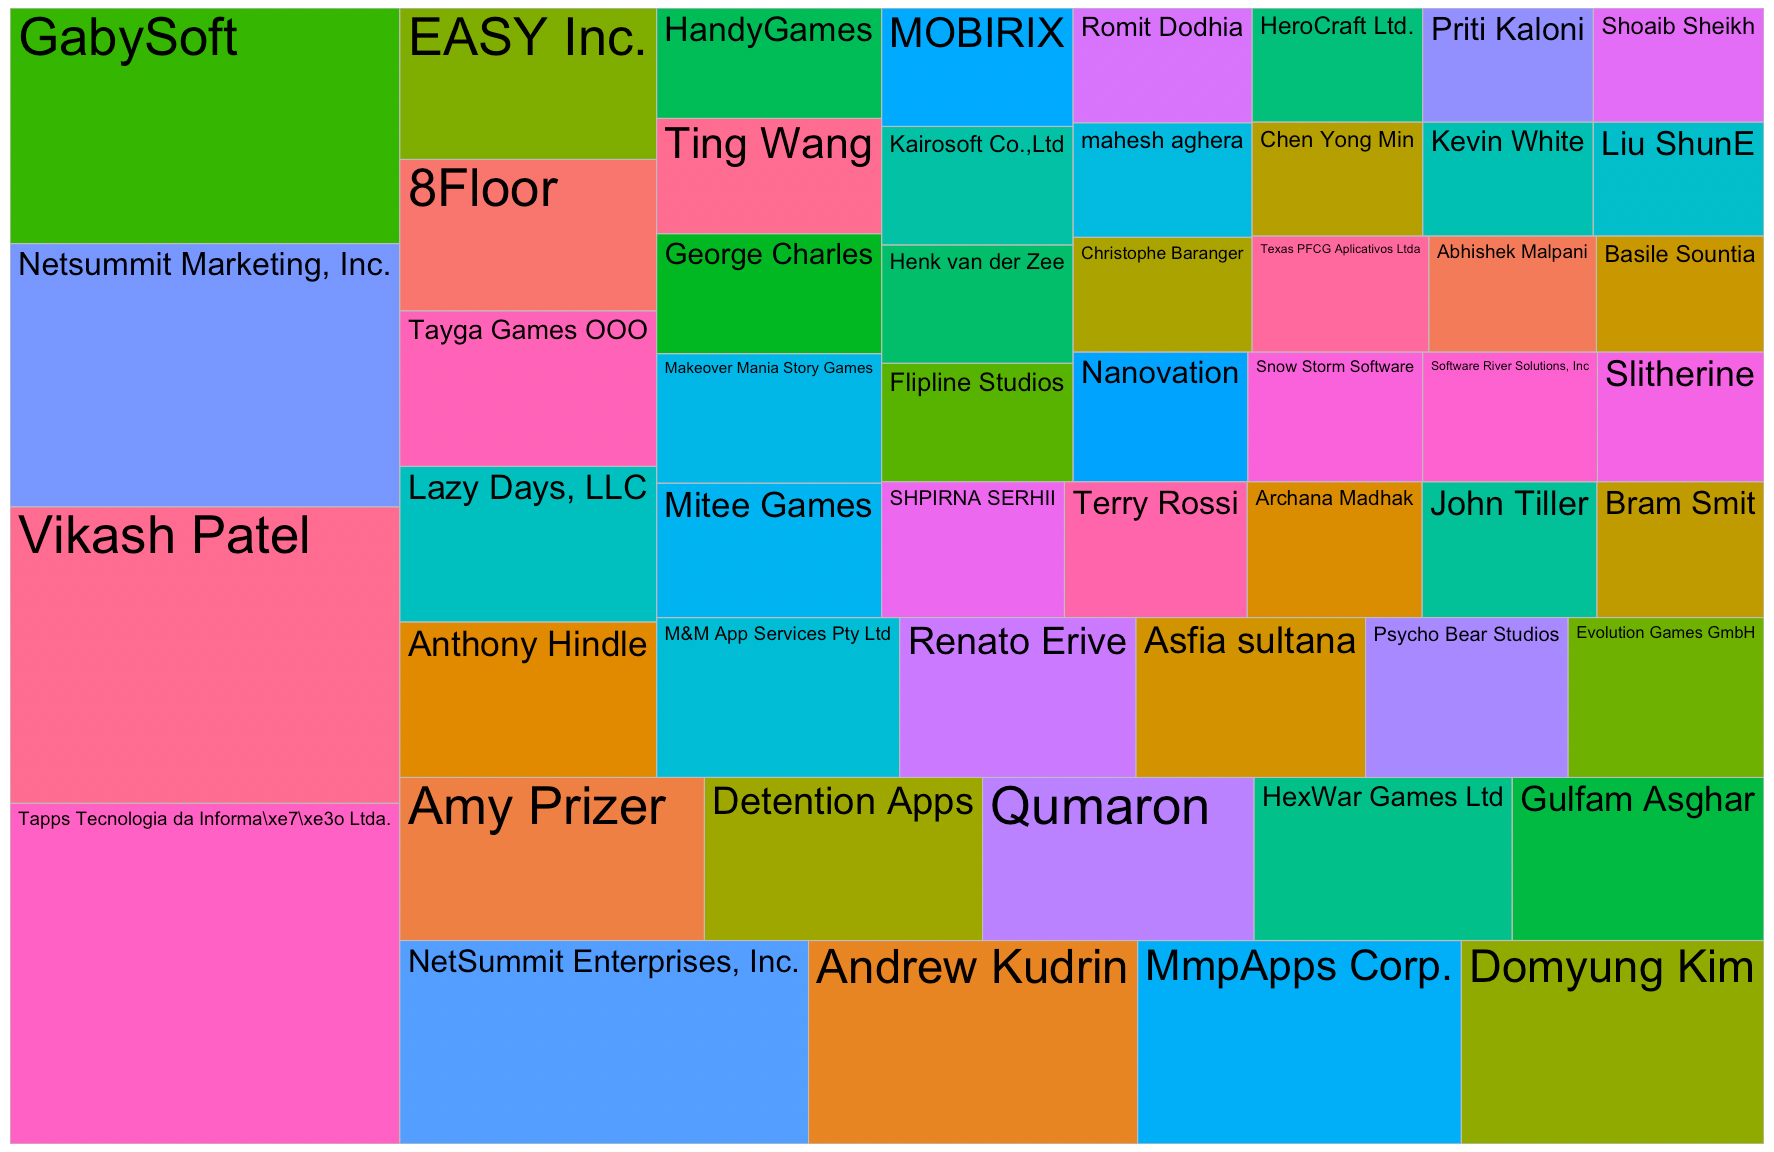 GabySoft
EASY Inc.
HandyGames
MOBIRIX
Romit Dodhia
HeroCraft Ltd.
Priti Kaloni
Shoaib Sheikh
Ting Wang
Kairosoft Co.,Ltd
mahesh aghera
Chen Yong Min
Kevin White
Liu ShunE
8Floor
George Charles
Henk van der Zee
Christophe Baranger
Texas PFCG Aplicativos Ltda
Abhishek Malpani
Basile Sountia
Netsummit Marketing, Inc.
Tayga Games OOO
Makeover Mania Story Games
Flipline Studios
Nanovation
Snow Storm Software
Software River Solutions, Inc
Slitherine
Lazy Days, LLC
Mitee Games
SHPIRNA SERHII
Terry Rossi
Archana Madhak
John Tiller
Bram Smit
Vikash Patel
Anthony Hindle
M&M App Services Pty Ltd
Renato Erive
Asfia sultana
Psycho Bear Studios
Evolution Games GmbH
Tapps Tecnologia da Informa\xe7\xe3o Ltda.
Amy Prizer
Detention Apps
Qumaron
HexWar Games Ltd
Gulfam Asghar
NetSummit Enterprises, Inc.
Andrew Kudrin
MmpApps Corp.
Domyung Kim